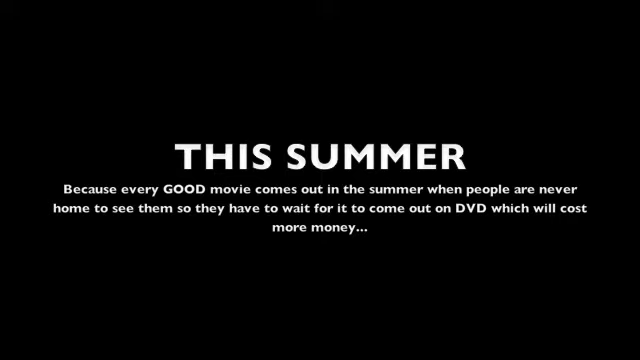 THIS SUMMER
Because every GOOD movie comes out in the summer when people are never
home to see them so they have to wait for it to come out on DVD which will cost
more money...